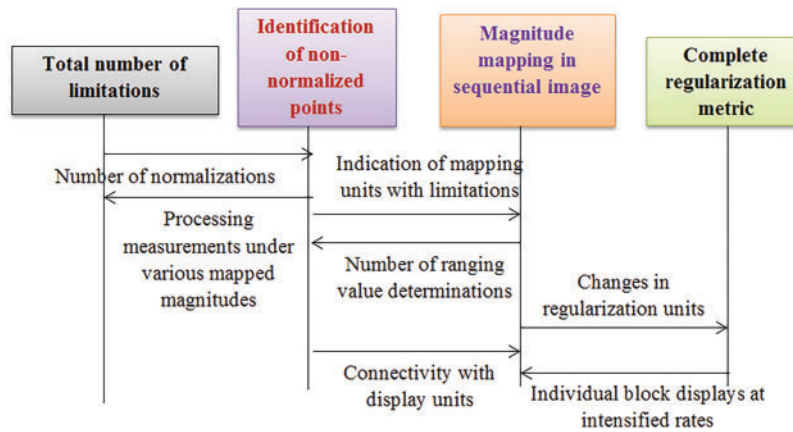 Total number of
limitations
Identification
of non-
normalized
points
Magnitude
mapping in
sequential image
Complete
regularization
metric
Number of normalizations
Indication of mapping
units with limitations
Processing
measurements under
various mapped
magnitudes
Number of ranging
value determinations
Changes in
regularization units
Connectivity with
display units
Individual block displays at
intensified rates